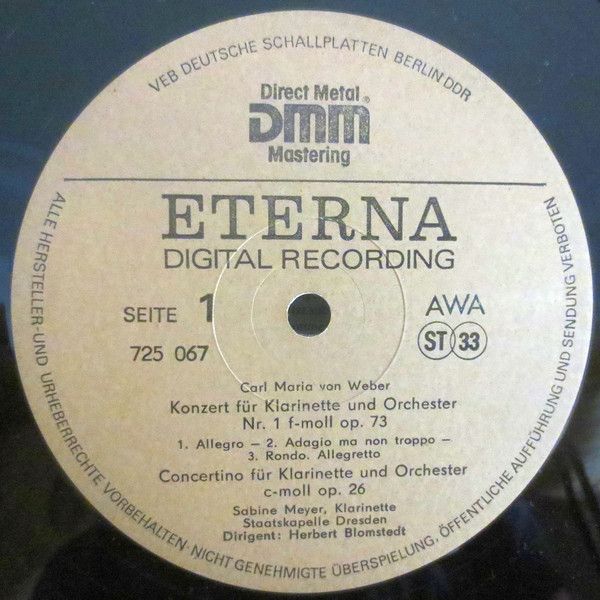 VEB DEUTSCHE SCHALLPLATTEN BERLIN DDR
Direct Metal
DMM®
Mastering
ETERNA
DIGITAL RECORDING
SEITE 1
AWA
725 067
ST 33
Carl Maria von Weber
Konzert für Klarinette und Orchester
Nr. 1 f-moll op. 73
1. Allegro – 2. Adagio ma non troppo –
3. Rondo. Allegretto
Concertino für Klarinette und Orchester
c-moll op. 26
Sabine Meyer, Klarinette
Staatskapelle Dresden
Dirigent: Herbert Blomstedt
ALLE HERSTELLER- UND URHEBERRECHTE VORBEHALTEN · NICHT GENEHMIGTE ÜBERSPIELUNG, ÖFFENTLICHE AUFFÜHRUNG UND SENDUNG VERBOTEN